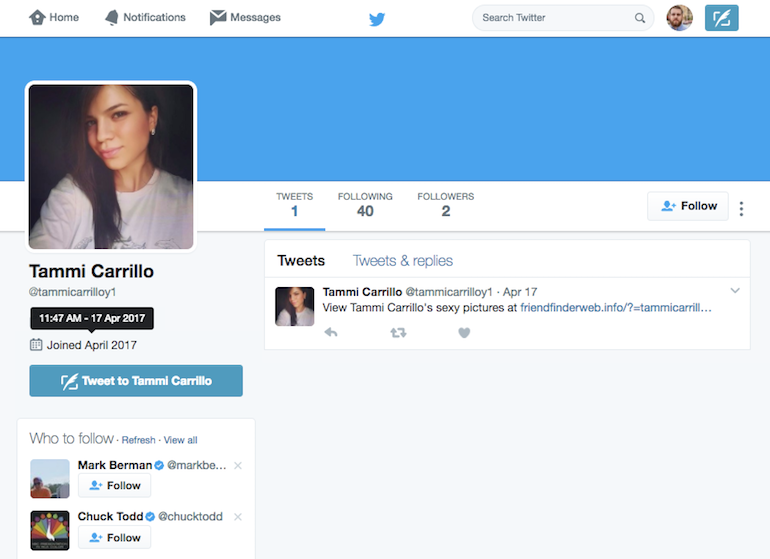 Home Notifications Messages Search Twitter
TWEETS FOLLOWING FOLLOWERS
1 40 2
Follow
Tammi Carrillo
@tammicarrilloy1
11:47 AM - 17 Apr 2017
Joined April 2017
Tweet to Tammi Carrillo
Tweets Tweets & replies
Tammi Carrillo @tammicarrilloy1 · Apr 17
View Tammi Carrillo's sexy pictures at friendfinderweb.info/?=tammicarrill...
Who to follow · Refresh · View all
Mark Berman @markbe...
Follow
Chuck Todd @chucktodd
Follow